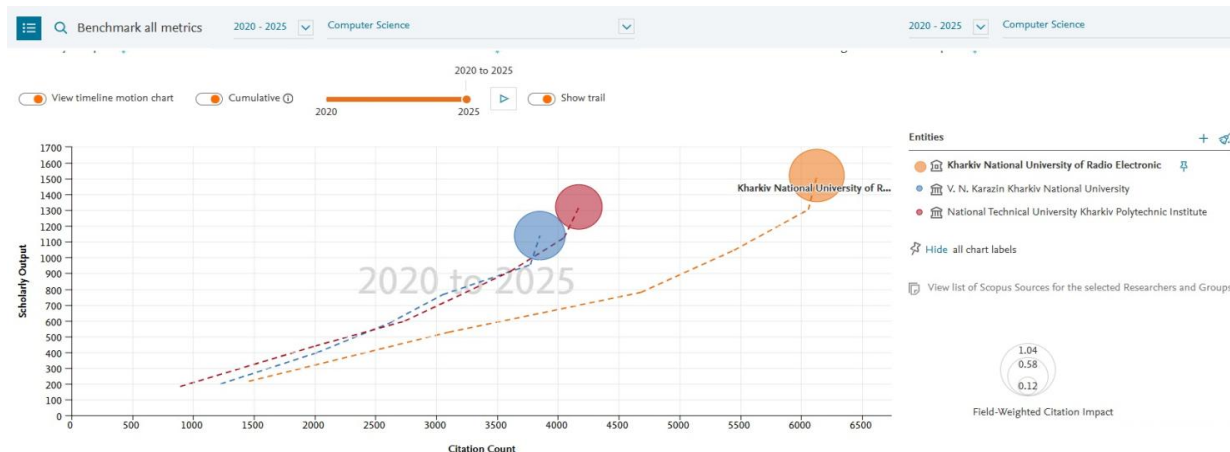 Benchmark all metrics
2020 - 2025
Computer Science
2020 - 2025
Computer Science
2020 to 2025
View timeline motion chart
Cumulative
2020
2025
Show trail
1700
1600
1500
1400
1300
1200
1100
1000
900
800
700
600
500
400
300
200
100
0
Scholarly Output
2020 to 2025
Kharkiv National University of R...
0
500
1000
1500
2000
2500
3000
3500
4000
4500
5000
5500
6000
6500
Citation Count
Entities
Kharkiv National University of Radio Electronic
V. N. Karazin Kharkiv National University
National Technical University Kharkiv Polytechnic Institute
Hide all chart labels
View list of Scopus Sources for the selected Researchers and Groups
1.04
0.58
0.12
Field-Weighted Citation Impact